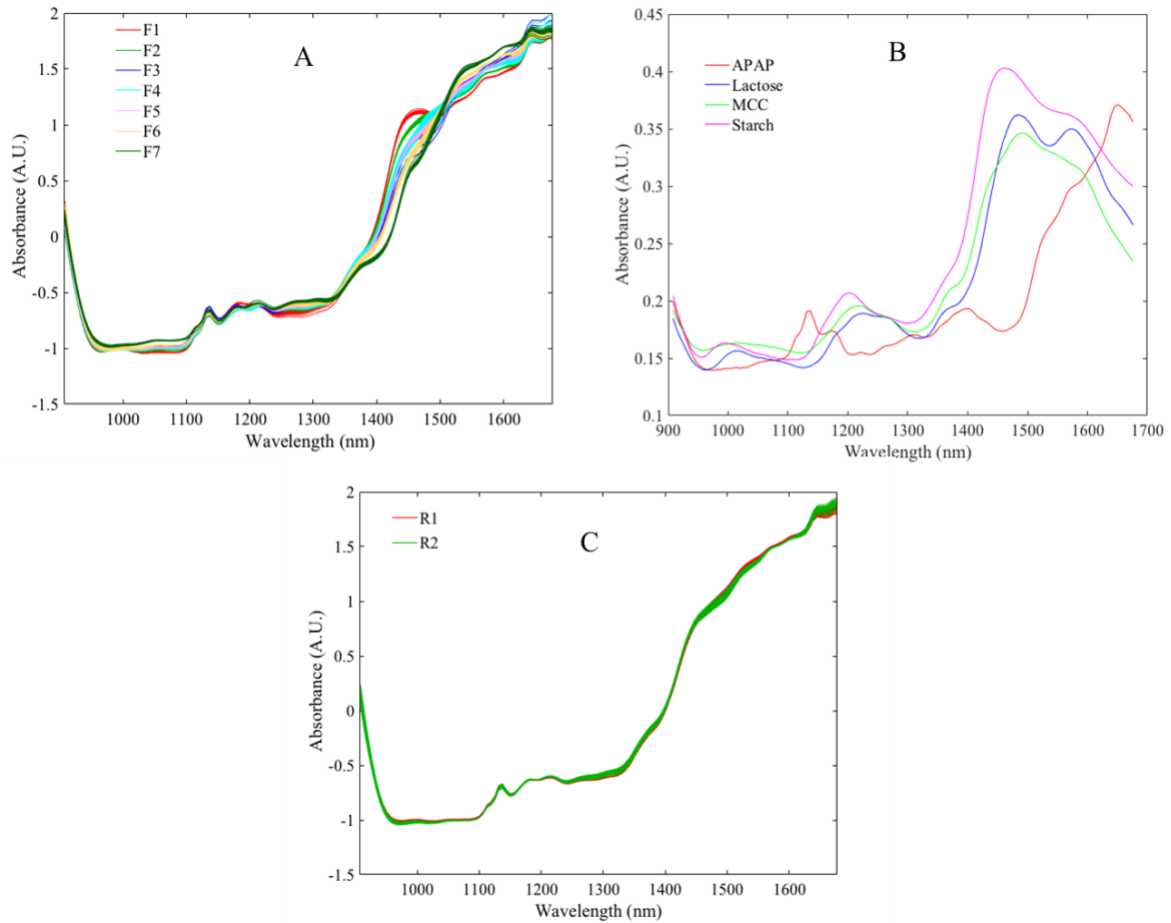 A
F1
F2
F3
F4
F5
F6
F7
2
1.5
1
0.5
0
-0.5
-1
-1.5
Absorbance (A.U.)
1000 1100 1200 1300 1400 1500 1600
Wavelength (nm)
B
APAP
Lactose
MCC
Starch
0.45
0.4
0.35
0.3
0.25
0.2
0.15
0.1
Absorbance (A.U.)
900 1000 1100 1200 1300 1400 1500 1600 1700
Wavelength (nm)
C
R1
R2
2
1.5
1
0.5
0
-0.5
-1
-1.5
Absorbance (A.U.)
1000 1100 1200 1300 1400 1500 1600
Wavelength (nm)